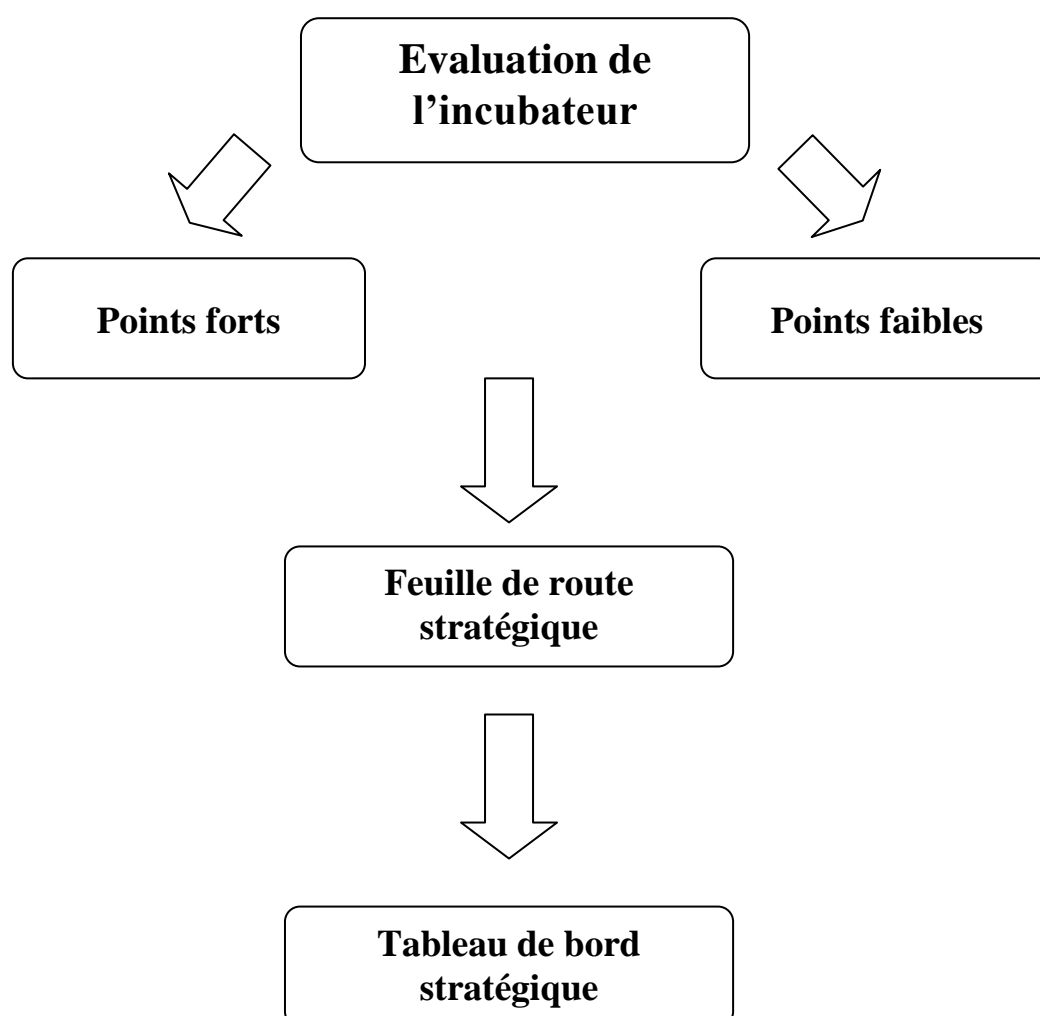 Evaluation de
l’incubateur
Points forts
Points faibles
Feuille de route
stratégique
Tableau de bord
stratégique